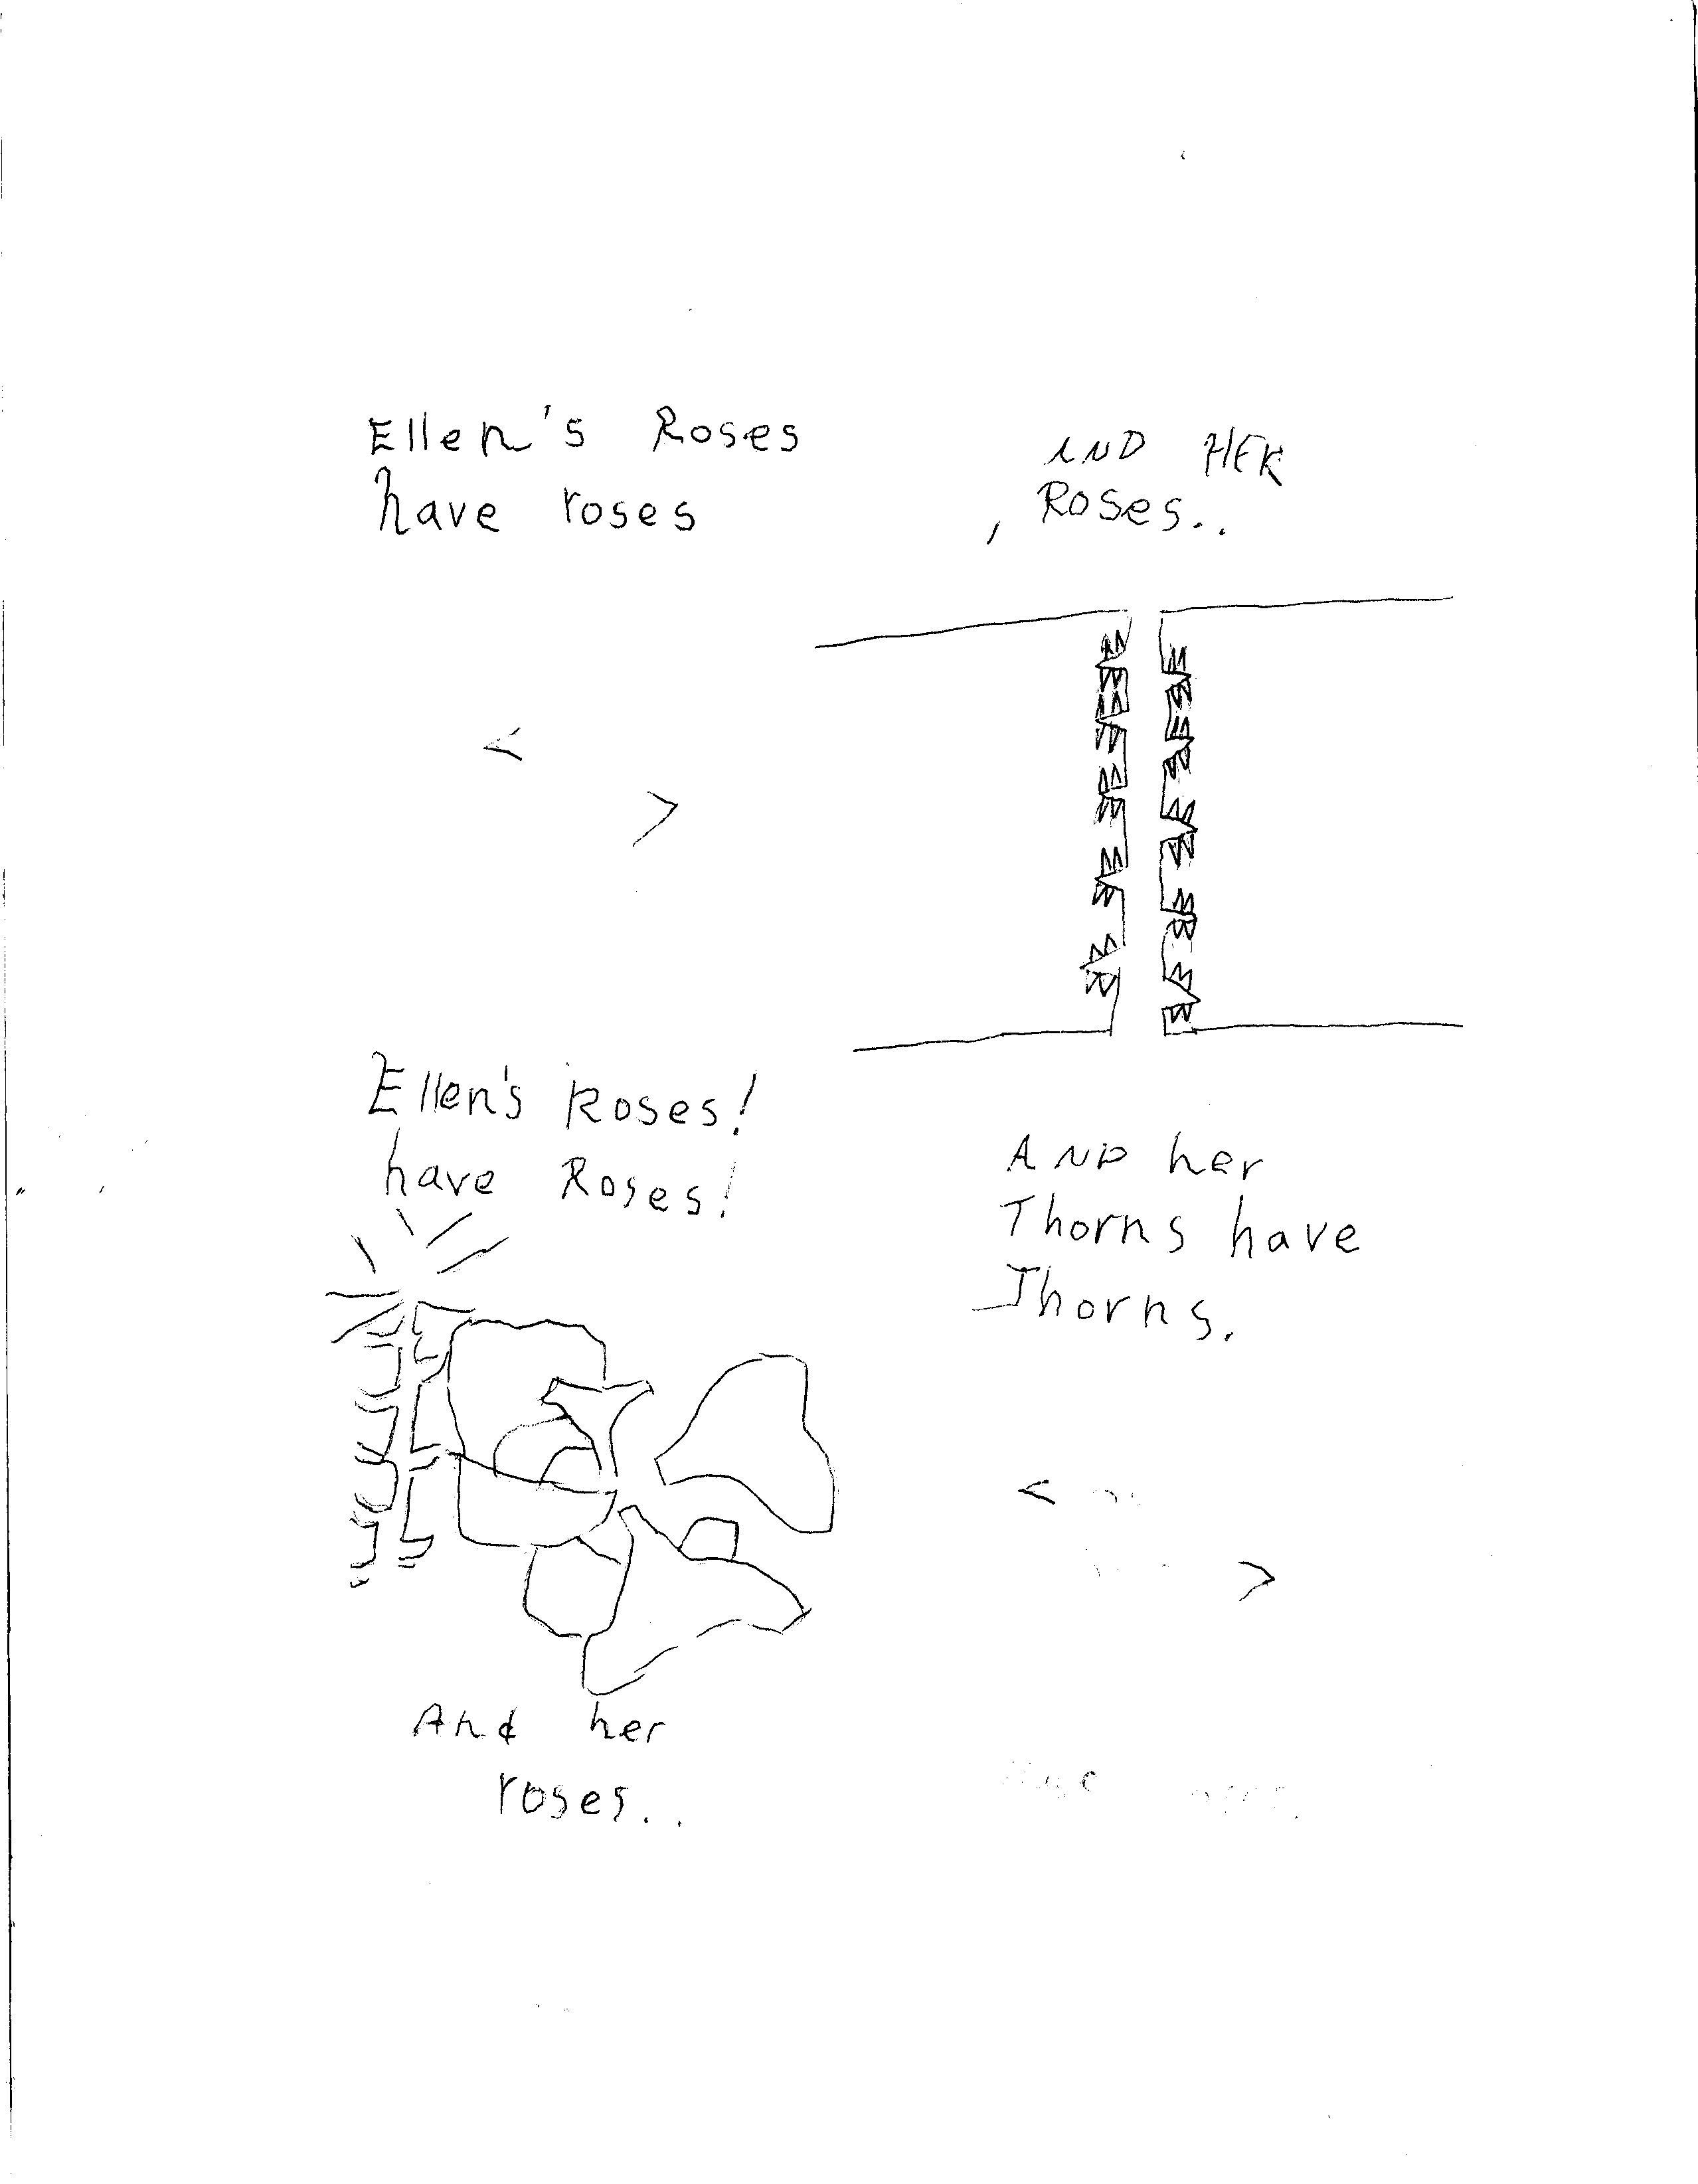 Ellen's Roses
have roses
AND HER
, Roses..
Ellen's Roses!
have Roses!
AND her
Thorns have
Thorns.
And her
roses..